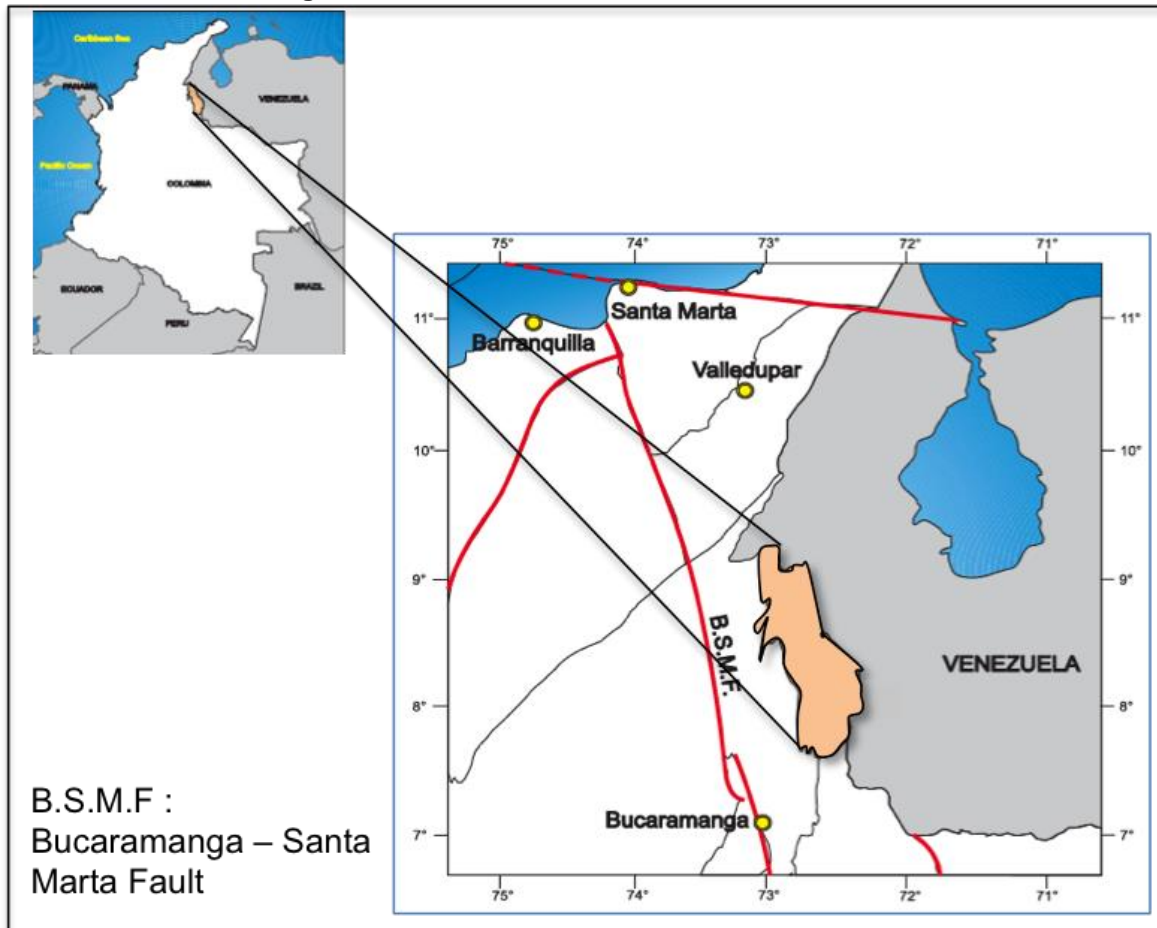 Caribbean Sea
PANAMA
VENEZUELA
Pacific Ocean
COLOMBIA
ECUADOR
BRAZIL
PERU
75° 74° 73° 72° 71°
Santa Marta
11° 11°
Barranquilla
Valledupar
10° 10°
9° 9°
B.S.M.F.
VENEZUELA
8° 8°
B.S.M.F :
Bucaramanga – Santa
Marta Fault
Bucaramanga
7° 7°
75° 74° 73° 72° 71°